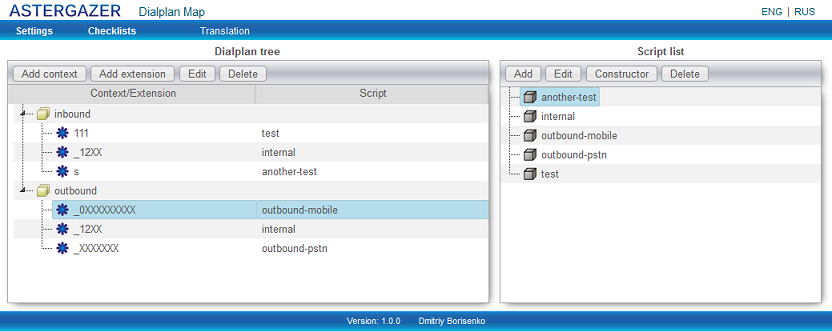 ASTERGAZER Dialplan Map ENG | RUS
Settings Checklists Translation
Dialplan tree
Add context Add extension Edit Delete
Context/Extension Script
inbound
111 test
_12XX internal
s another-test
outbound
_0XXXXXXXXX outbound-mobile
_12XX internal
_XXXXXXX outbound-pstn
Script list
Add Edit Constructor Delete
another-test
internal
outbound-mobile
outbound-pstn
test
Version: 1.0.0 Dmitriy Borisenko